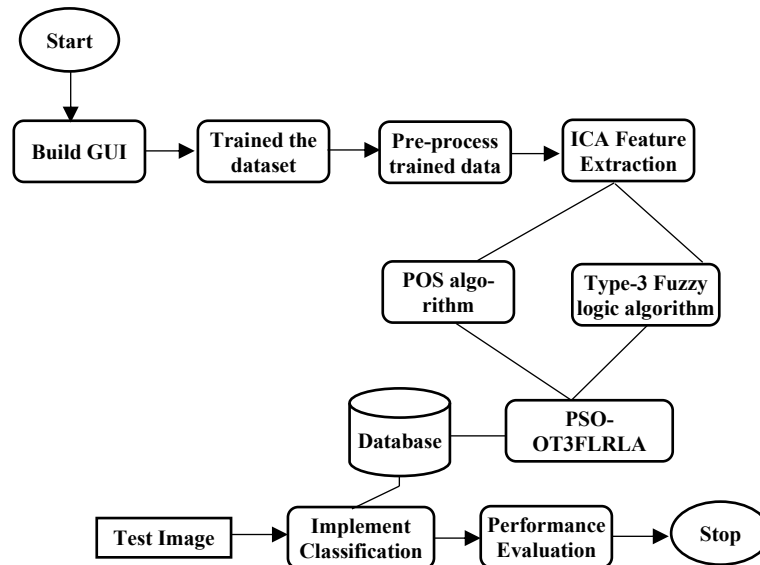 Start
Build GUI
Trained the
dataset
Pre-process
trained data
ICA Feature
Extraction
POS algo-
rithm
Type-3 Fuzzy
logic algorithm
Database
PSO-
OT3FLRLA
Test Image
Implement
Classification
Performance
Evaluation
Stop